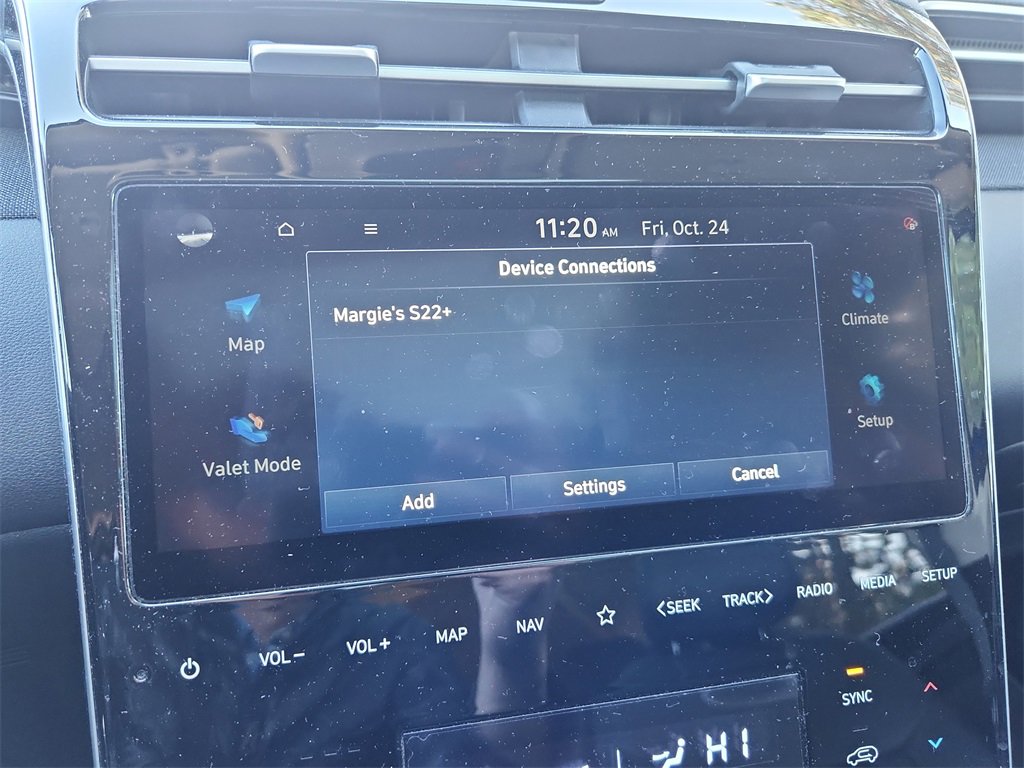 11:20 AM Fri, Oct. 24
Device Connections
Margie's S22+
Map
Climate
Valet Mode
Setup
Add
Settings
Cancel
VOL−
VOL+
MAP
NAV
<SEEK
TRACK>
RADIO
MEDIA
SETUP
SYNC
HI